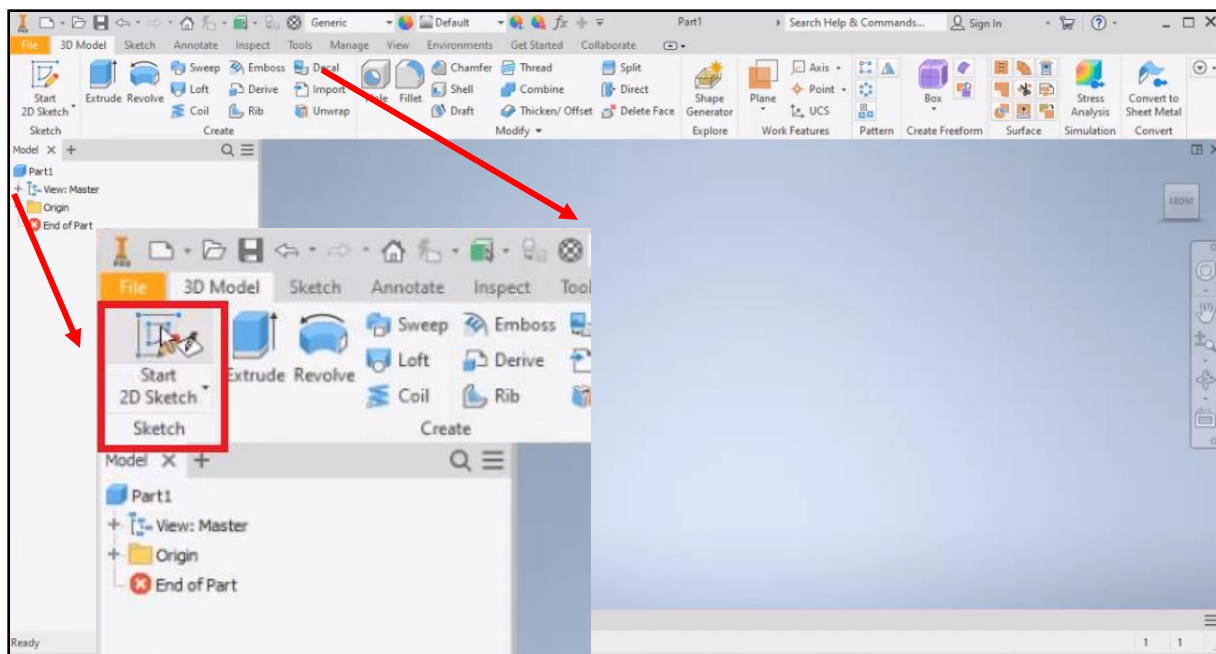 PRO Generic Default fx Part1 Search Help & Commands... Sign In
File 3D Model Sketch Annotate Inspect Tools Manage View Environments Get Started Collaborate
Start
2D Sketch
Sketch
Extrude Revolve
Sweep Emboss Decal
Loft Derive Import
Coil Rib Unwrap
Create
Hole Fillet
Chamfer Thread Split
Shell Combine Direct
Draft Thicken/ Offset Delete Face
Modify
Shape
Generator
Explore
Plane
Axis
Point
UCS
Work Features
Pattern
Box
Create Freeform
Surface
Stress
Analysis
Simulation
Convert to
Sheet Metal
Convert
Model × +
Part1
View: Master
Origin
End of Part
FRONT
PRO
File 3D Model Sketch Annotate Inspect Tool
Start
2D Sketch
Sketch
Extrude Revolve
Sweep Emboss
Loft Derive
Coil Rib
Create
Model × +
Part1
View: Master
Origin
End of Part
Ready 1 1